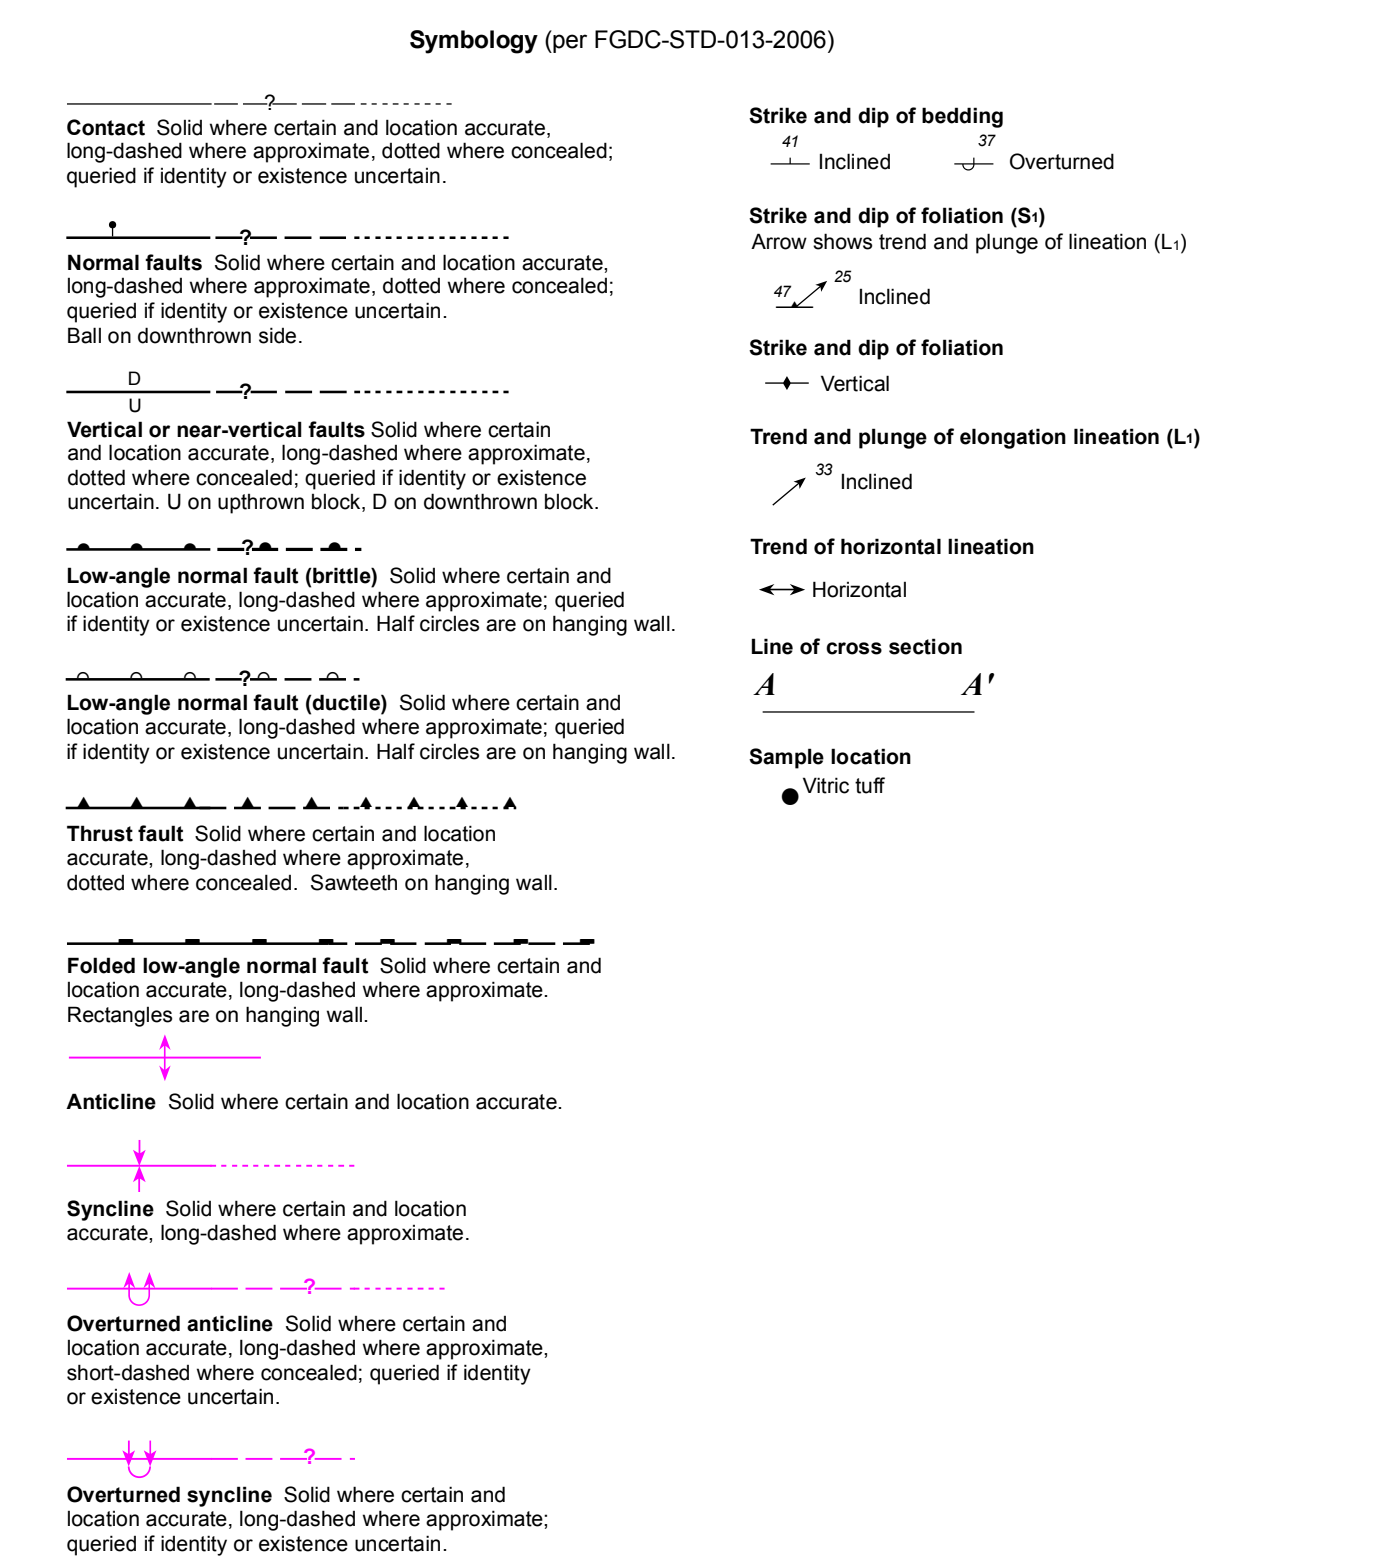 Symbology (per FGDC-STD-013-2006)
?
Contact Solid where certain and location accurate,
long-dashed where approximate, dotted where concealed;
queried if identity or existence uncertain.
?
Normal faults Solid where certain and location accurate,
long-dashed where approximate, dotted where concealed;
queried if identity or existence uncertain.
Ball on downthrown side.
D
?
U
Vertical or near-vertical faults Solid where certain
and location accurate, long-dashed where approximate,
dotted where concealed; queried if identity or existence
uncertain. U on upthrown block, D on downthrown block.
?
Low-angle normal fault (brittle) Solid where certain and
location accurate, long-dashed where approximate; queried
if identity or existence uncertain. Half circles are on hanging wall.
?
Low-angle normal fault (ductile) Solid where certain and
location accurate, long-dashed where approximate; queried
if identity or existence uncertain. Half circles are on hanging wall.
Thrust fault Solid where certain and location
accurate, long-dashed where approximate,
dotted where concealed. Sawteeth on hanging wall.
Folded low-angle normal fault Solid where certain and
location accurate, long-dashed where approximate.
Rectangles are on hanging wall.
Anticline Solid where certain and location accurate.
Syncline Solid where certain and location
accurate, long-dashed where approximate.
?
Overturned anticline Solid where certain and
location accurate, long-dashed where approximate,
short-dashed where concealed; queried if identity
or existence uncertain.
?
Overturned syncline Solid where certain and
location accurate, long-dashed where approximate;
queried if identity or existence uncertain.
Strike and dip of bedding
41 37
Inclined Overturned
Strike and dip of foliation (S1)
Arrow shows trend and plunge of lineation (L1)
47 25 Inclined
Strike and dip of foliation
Vertical
Trend and plunge of elongation lineation (L1)
33 Inclined
Trend of horizontal lineation
Horizontal
Line of cross section
A A'
Sample location
Vitric tuff